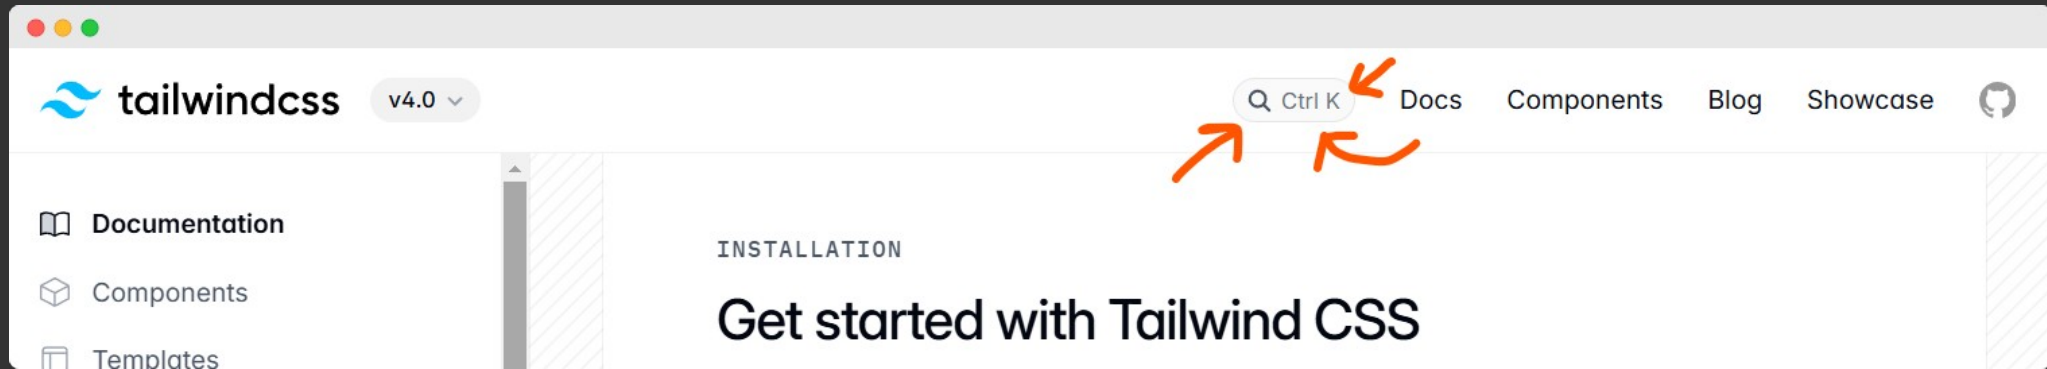 tailwindcss v4.0 Ctrl K Docs Components Blog Showcase
Documentation
Components
Templates
INSTALLATION
Get started with Tailwind CSS